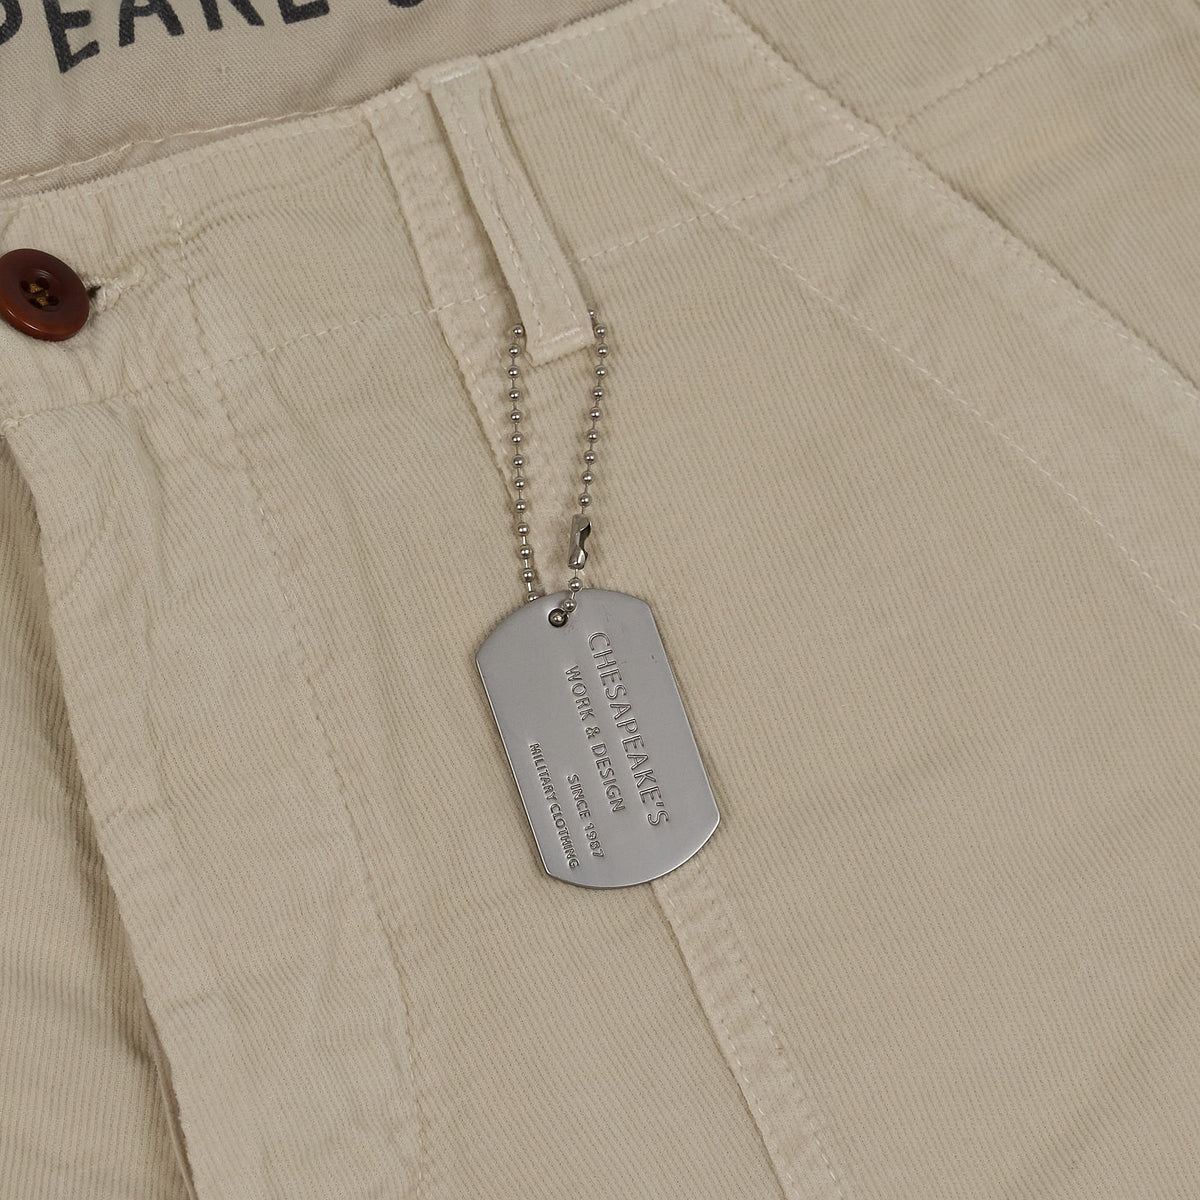 PEAKE'S
CHESAPEAKE'S
WORK & DESIGN
SINCE 1987
MILITARY CLOTHING